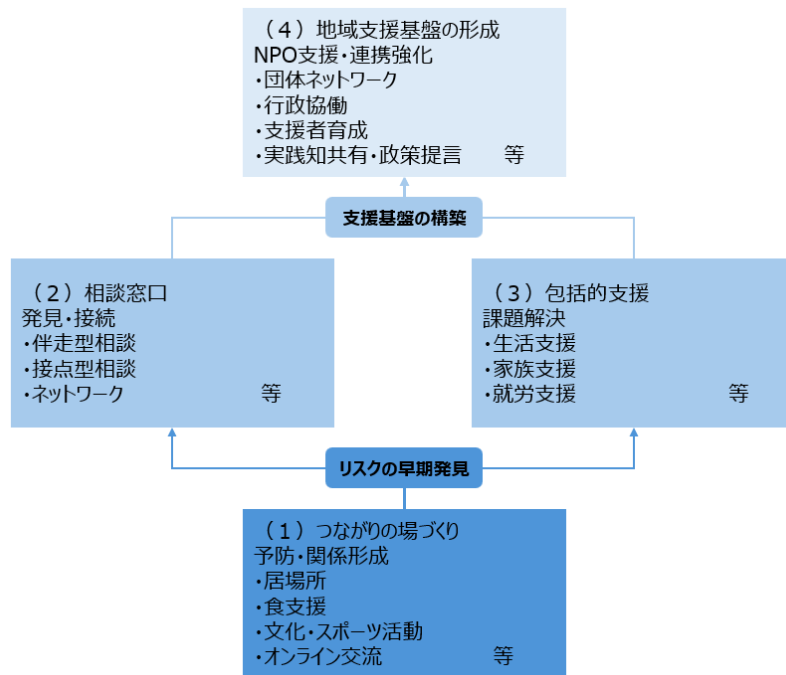 （４）地域支援基盤の形成
NPO支援・連携強化
・団体ネットワーク
・行政協働
・支援者育成
・実践知共有・政策提言　　等
支援基盤の構築
（２）相談窓口
発見・接続
・伴走型相談
・接点型相談
・ネットワーク　　　　　　　等
（３）包括的支援
課題解決
・生活支援
・家族支援
・就労支援　　　　　　　　等
リスクの早期発見
（１）つながりの場づくり
予防・関係形成
・居場所
・食支援
・文化・スポーツ活動
・オンライン交流　　　　　等